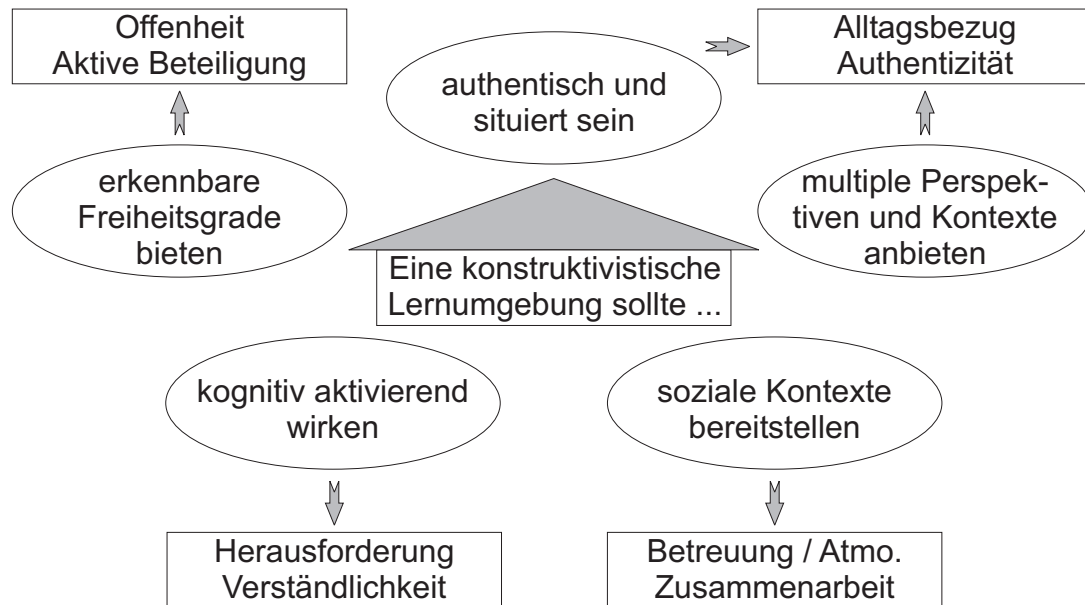 Offenheit
Aktive Beteiligung
authentisch und
situiert sein
Alltagsbezug
Authentizität
erkennbare
Freiheitsgrade
bieten
multiple Perspek-
tiven und Kontexte
anbieten
Eine konstruktivistische
Lernumgebung sollte ...
kognitiv aktivierend
wirken
soziale Kontexte
bereitstellen
Herausforderung
Verständlichkeit
Betreuung / Atmo.
Zusammenarbeit